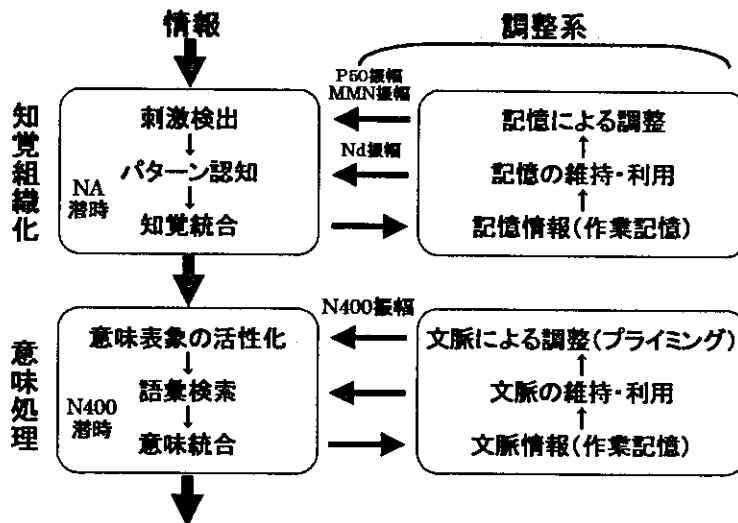 情報
調整系
知覚組織化
刺激検出
パターン認知
知覚統合
NA
潜時
P50振幅
MMN振幅
Nd振幅
記憶による調整
記憶の維持・利用
記憶情報(作業記憶)
意味処理
意味表象の活性化
語彙検索
意味統合
N400
潜時
N400振幅
文脈による調整(プライミング)
文脈の維持・利用
文脈情報(作業記憶)